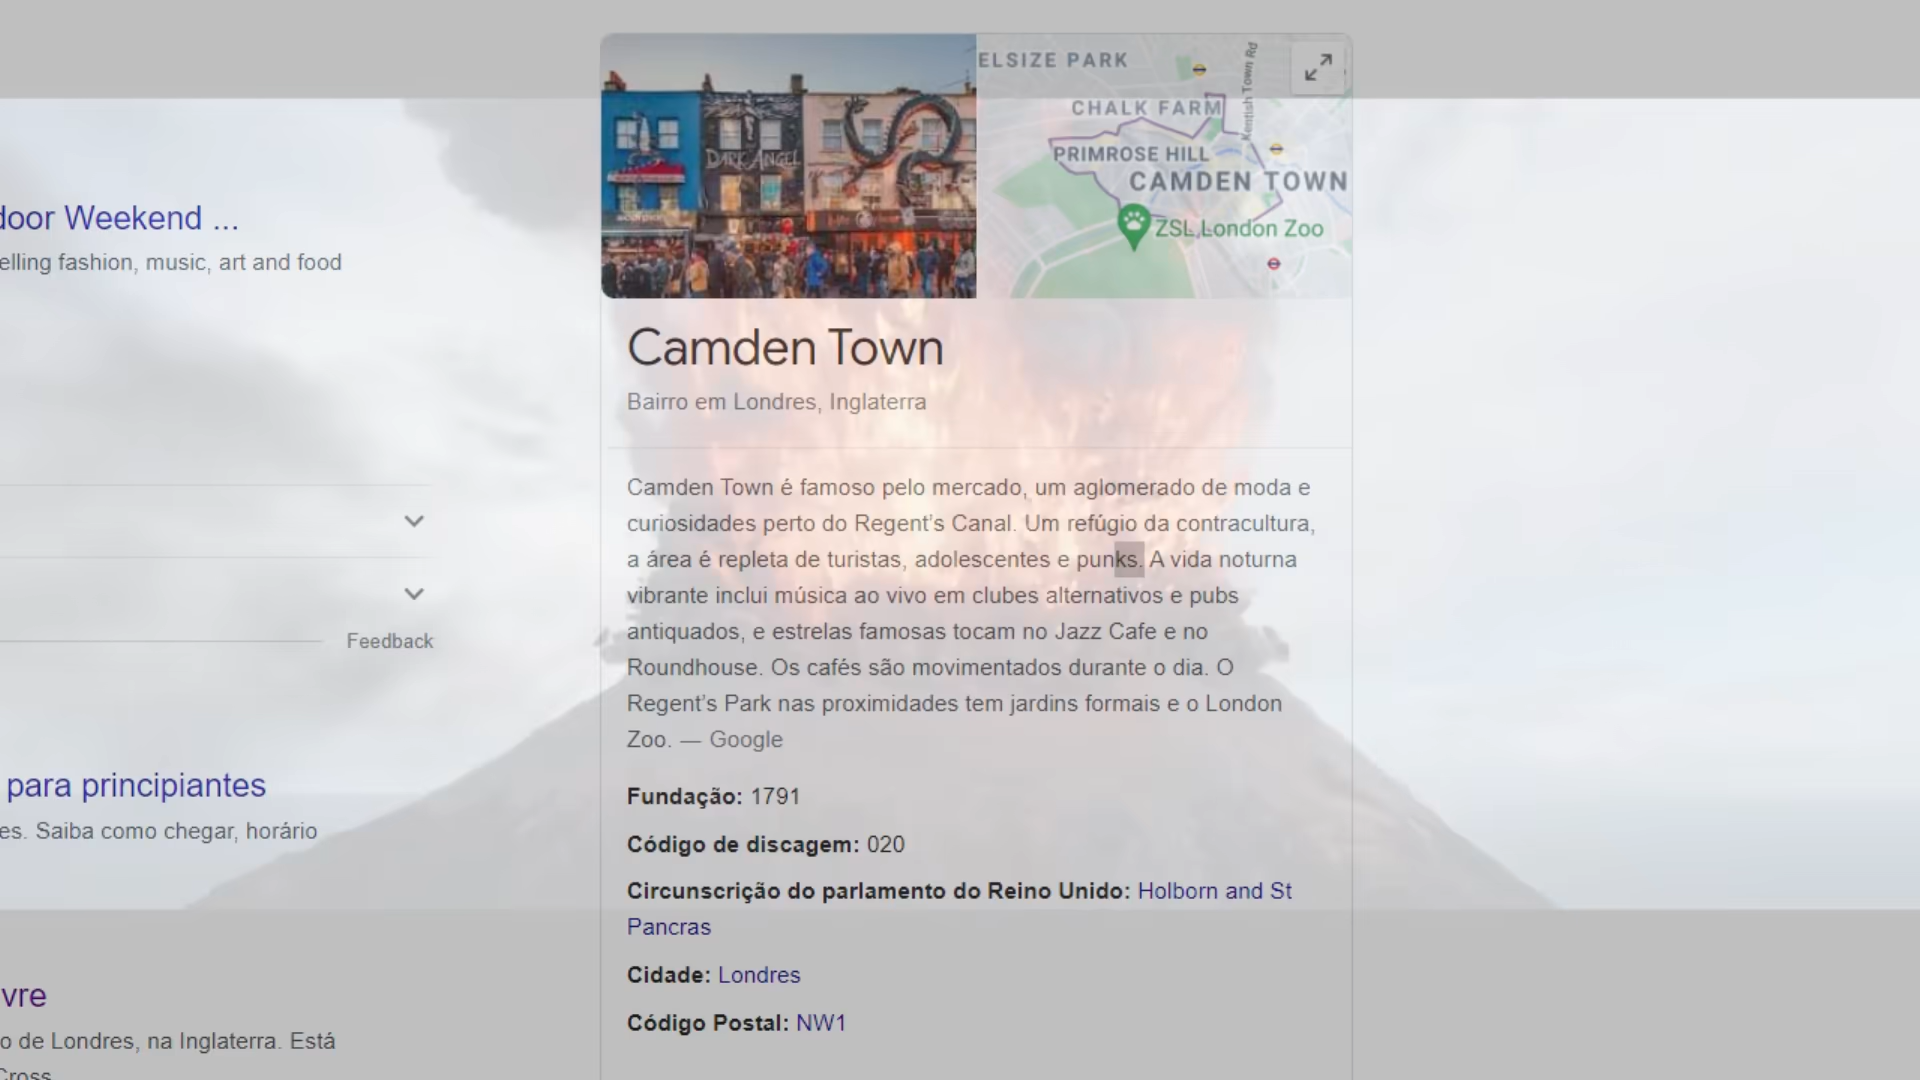 door Weekend ...
elling fashion, music, art and food
Feedback
para principiantes
es. Saiba como chegar, horário
vre
o de Londres, na Inglaterra. Está
Cross
DARK ANGEL
ELSIZE PARK
Kentish Town Rd
CHALK FARM
PRIMROSE HILL
CAMDEN TOWN
ZSL London Zoo
Camden Town
Bairro em Londres, Inglaterra
Camden Town é famoso pelo mercado, um aglomerado de moda e
curiosidades perto do Regent's Canal. Um refúgio da contracultura,
a área é repleta de turistas, adolescentes e punks. A vida noturna
vibrante inclui música ao vivo em clubes alternativos e pubs
antiquados, e estrelas famosas tocam no Jazz Cafe e no
Roundhouse. Os cafés são movimentados durante o dia. O
Regent's Park nas proximidades tem jardins formais e o London
Zoo. — Google
Fundação: 1791
Código de discagem: 020
Circunscrição do parlamento do Reino Unido: Holborn and St
Pancras
Cidade: Londres
Código Postal: NW1